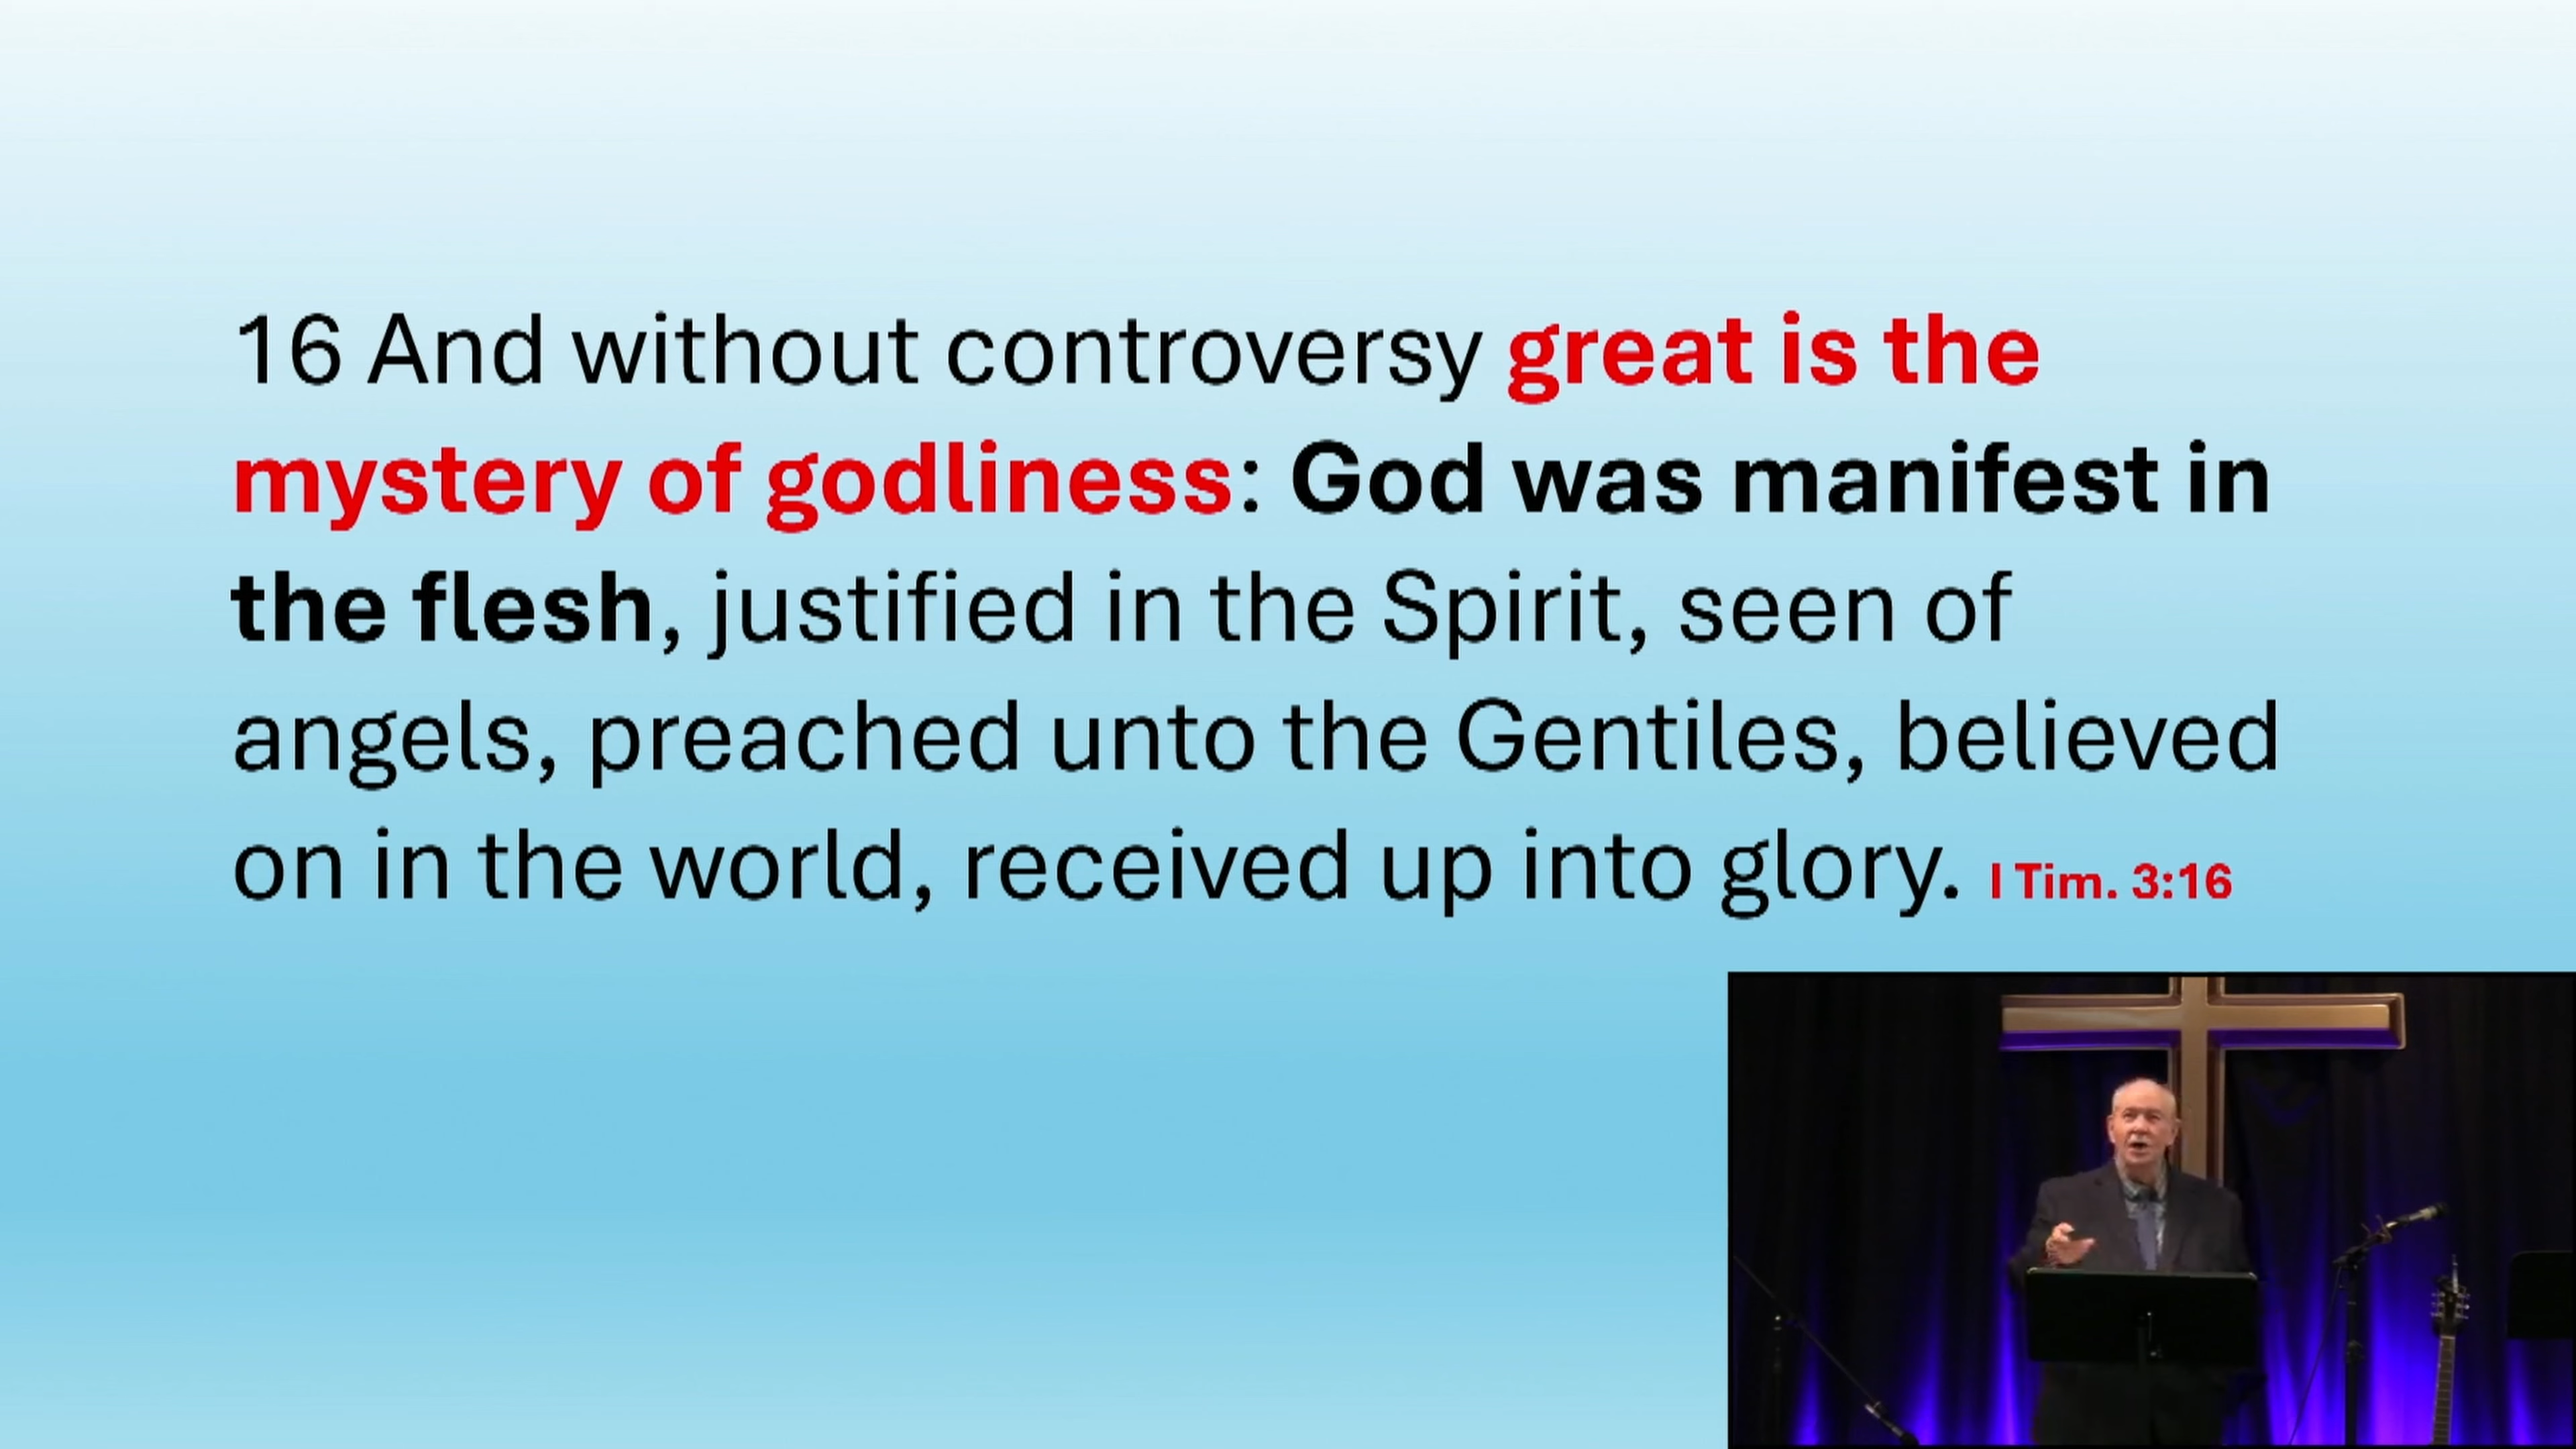 16 And without controversy great is the
mystery of godliness: God was manifest in
the flesh, justified in the Spirit, seen of
angels, preached unto the Gentiles, believed
on in the world, received up into glory. I Tim. 3:16